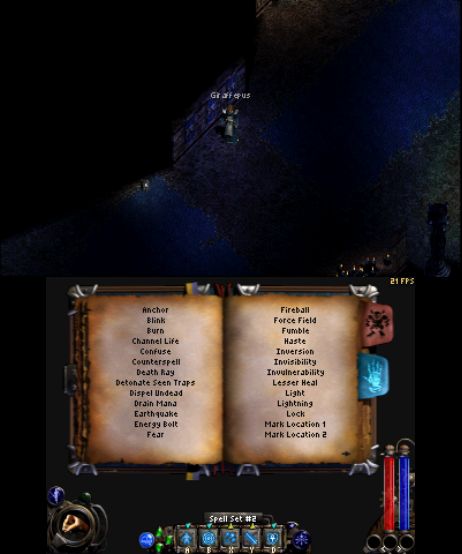 Giraffepus
21 FPS
Anchor
Blink
Burn
Channel Life
Confuse
Counterspell
Death Ray
Detonate Seen Traps
Dispel Undead
Drain Mana
Earthquake
Energy Bolt
Fear
Fireball
Force Field
Fumble
Haste
Inversion
Invisibility
Invulnerability
Lesser Heal
Light
Lightning
Lock
Mark Location 1
Mark Location 2
Spell Set #2
A B X Y